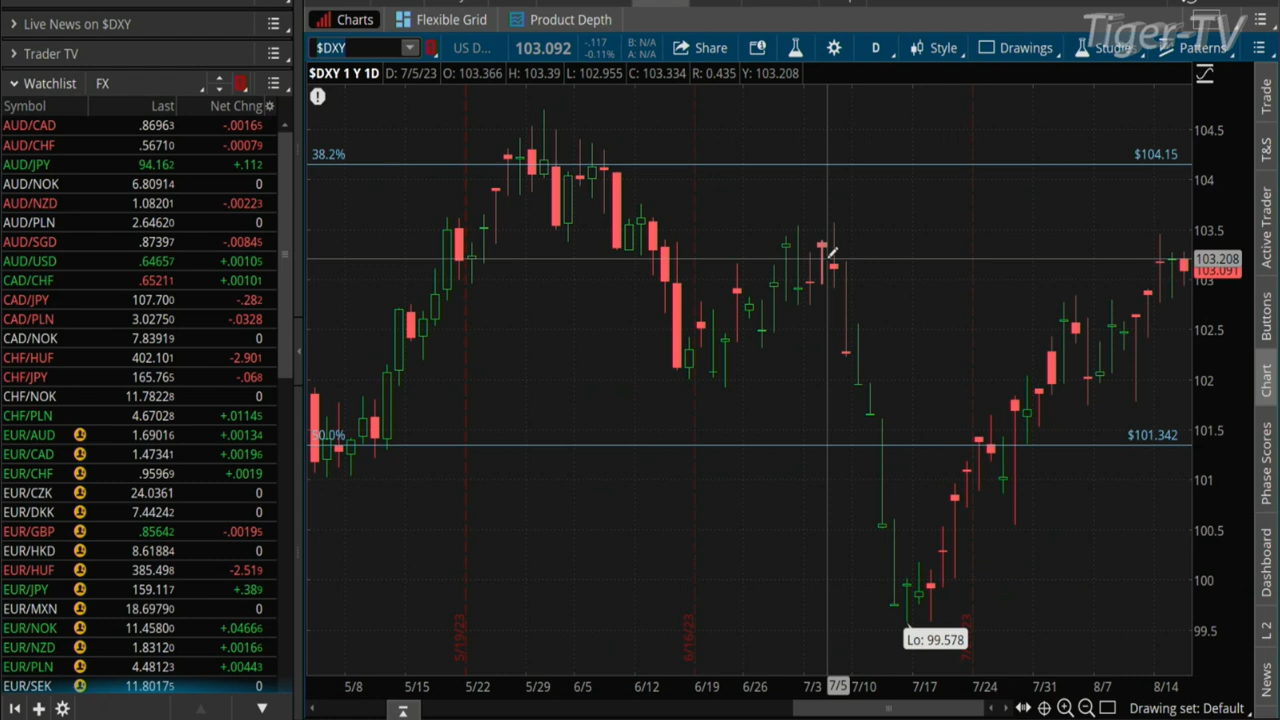 Live News on $DXY
Trader TV
Watchlist FX
Symbol Last Net Chng
AUD/CAD .86963 -.00165
AUD/CHF .56710 -.00079
AUD/JPY 94.162 +.112
AUD/NOK 6.80914 0
AUD/NZD 1.08201 -.00223
AUD/PLN 2.64620 0
AUD/SGD .87397 -.00845
AUD/USD .64657 +.00105
CAD/CHF .65211 +.00101
CAD/JPY 107.700 -.282
CAD/PLN 3.02750 -.0328
CAD/NOK 7.83919 0
CHF/HUF 402.101 -2.901
CHF/JPY 165.765 -.068
CHF/NOK 11.78228 0
CHF/PLN 4.67028 +.01145
EUR/AUD 1.69016 +.00134
EUR/CAD 1.47341 +.00196
EUR/CHF .95969 +.0019
EUR/CZK 24.0361 0
EUR/DKK 7.44242 0
EUR/GBP .85642 -.00195
EUR/HKD 8.61884 0
EUR/HUF 385.498 -2.519
EUR/JPY 159.117 +.389
EUR/MXN 18.69790 0
EUR/NOK 11.45800 +.04666
EUR/NZD 1.83120 +.00166
EUR/PLN 4.48123 +.00443
EUR/SEK 11.80175 0
Charts Flexible Grid Product Depth
Tiger-TV
$DXY US D... 103.092 -.117 -0.11% B: N/A A: N/A Share D Style Drawings Studies Patterns
$DXY 1 Y 1D D: 7/5/23 O: 103.366 H: 103.39 L: 102.955 C: 103.334 R: 0.435 Y: 103.208
38.2% $104.15
50.0% $101.342
Lo: 99.578
5/19/23
6/16/23
104.5
104
103.5
103.208
103.091
103
102.5
102
101.5
101
100.5
100
99.5
5/8 5/15 5/22 5/29 6/5 6/12 6/19 6/26 7/3 7/5 7/10 7/17 7/24 7/31 8/7 8/14
Drawing set: Default
Trade
T&S
Active Trader
Buttons
Chart
Phase Scores
Dashboard
L 2
News